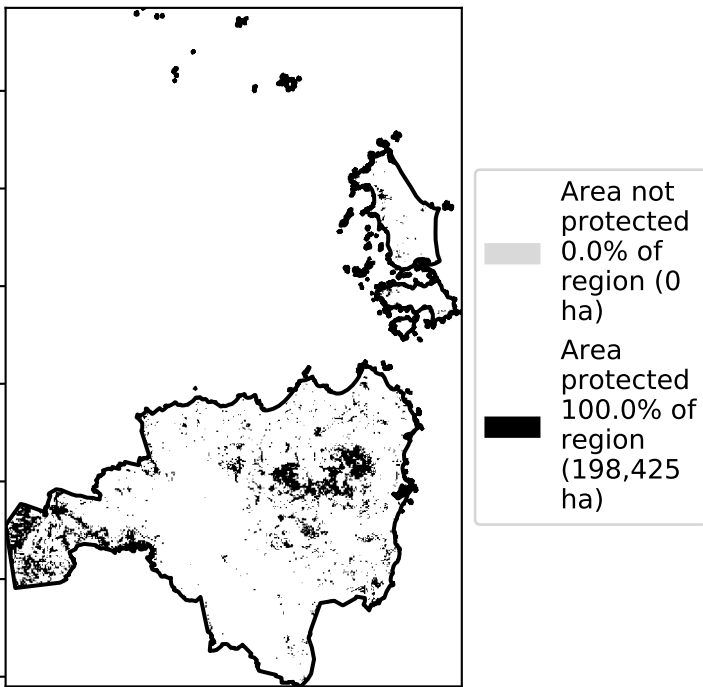 Area not
protected
0.0% of
region (0
ha)
Area
protected
100.0% of
region
(198,425
ha)